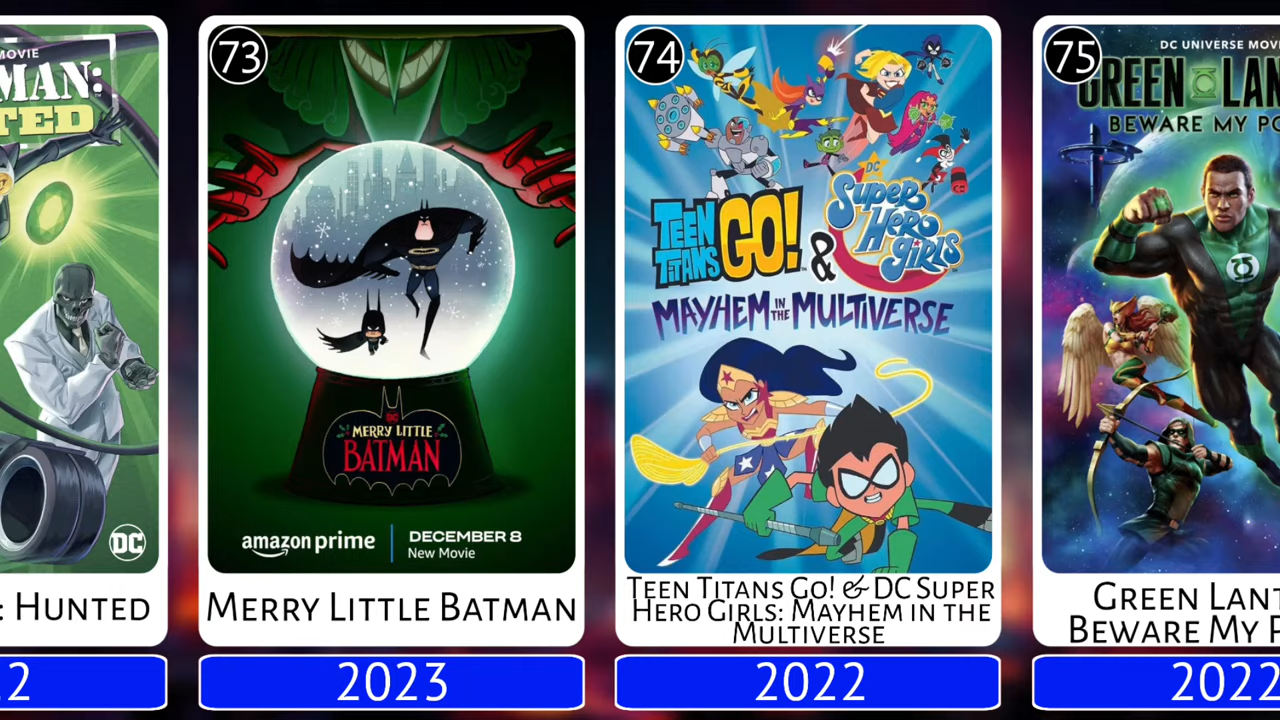 MOVIE
MAN:
TED
DC
: HUNTED
2
73
DC
MERRY LITTLE
BATMAN
amazon prime
DECEMBER 8
New Movie
MERRY LITTLE BATMAN
2023
74
TEEN TITANS GO!
&
DC
SUPER HERO GIRLS
MAYHEM IN THE MULTIVERSE
TEEN TITANS GO! & DC SUPER
HERO GIRLS: MAYHEM IN THE
MULTIVERSE
2022
75
DC UNIVERSE MOVI
GREEN LAN
BEWARE MY PO
GREEN LANT
BEWARE MY P
2022